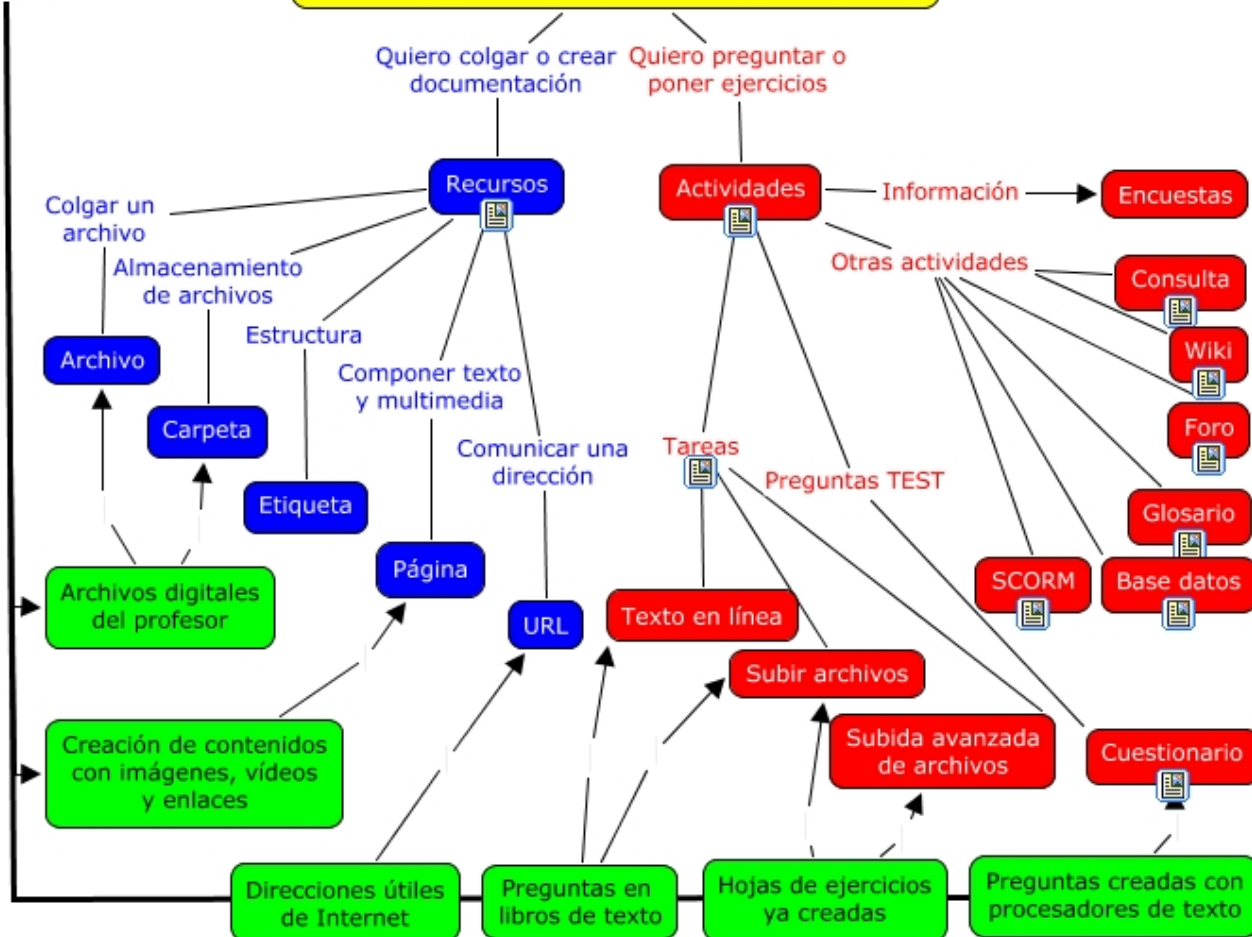 Quiero colgar o crear
documentación
Quiero preguntar o
poner ejercicios
Recursos
Actividades
Información
Encuestas
Colgar un
archivo
Almacenamiento
de archivos
Otras actividades
Consulta
Estructura
Wiki
Archivo
Componer texto
y multimedia
Carpeta
Foro
Comunicar una
dirección
Tareas
Preguntas TEST
Etiqueta
Glosario
Página
SCORM
Base datos
Archivos digitales
del profesor
URL
Texto en línea
Subir archivos
Creación de contenidos
con imágenes, vídeos
y enlaces
Subida avanzada
de archivos
Cuestionario
Direcciones útiles
de Internet
Preguntas en
libros de texto
Hojas de ejercicios
ya creadas
Preguntas creadas con
procesadores de texto